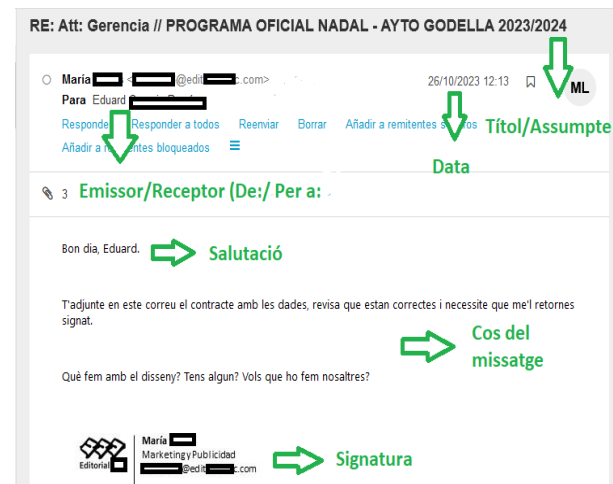 RE: Att: Gerencia // PROGRAMA OFICIAL NADAL - AYTO GODELLA 2023/2024
María < @edit c.com>
26/10/2023 12:13
ML
Para Eduard
Responder Responder a todos Reenviar Borrar Añadir a remitentes
Títol/Assumpte
Añadir a remitentes bloqueados
Data
3 Emissor/Receptor (De:/ Per a:
Bon dia, Eduard.
Salutació
T'adjunte en este correu el contracte amb les dades, revisa que estan correctes i necessite que me'l retornes
signat.
Cos del
missatge
Què fem amb el disseny? Tens algun? Vols que ho fem nosaltres?
María
Marketing y Publicidad
Editorial
@edit c.com
Signatura